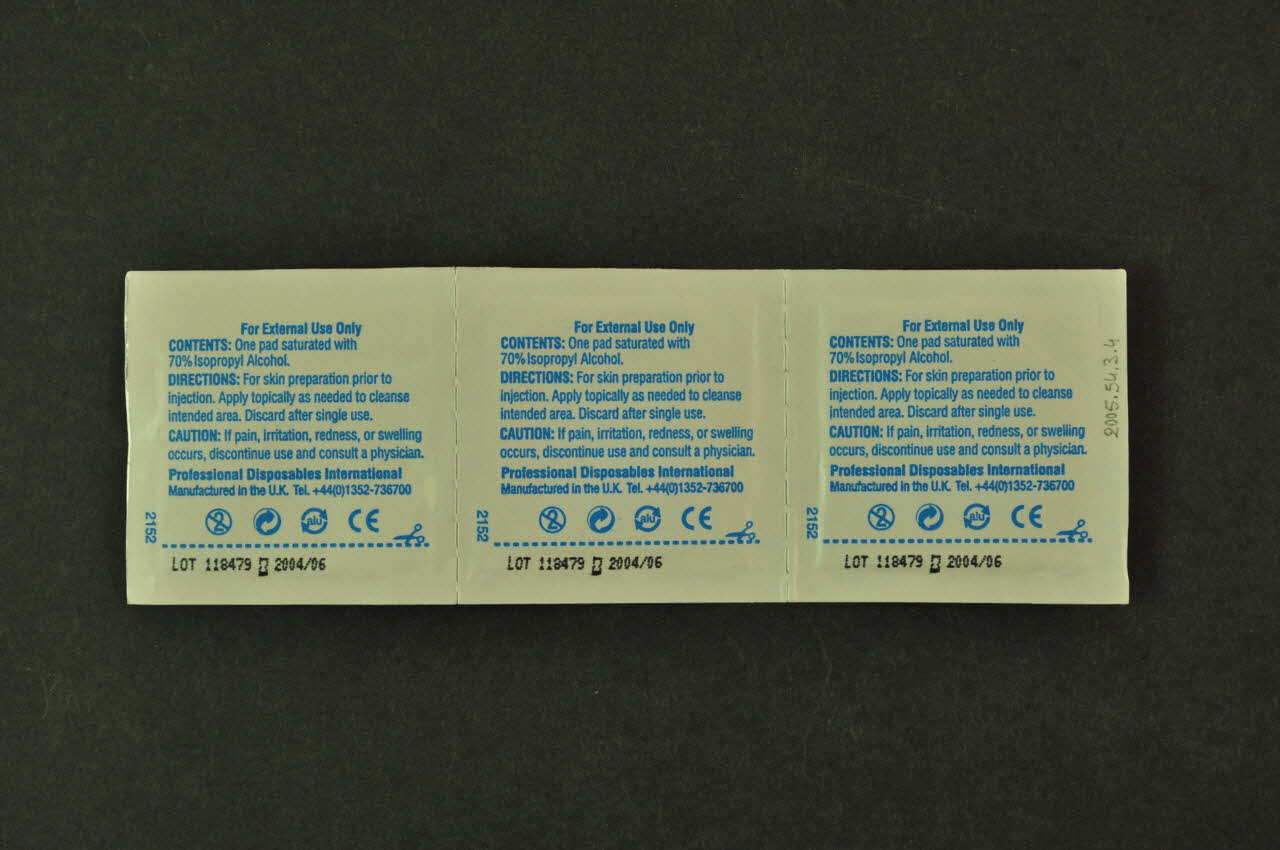 For External Use Only
CONTENTS: One pad saturated with
70% Isopropyl Alcohol.
DIRECTIONS: For skin preparation prior to
injection. Apply topically as needed to cleanse
intended area. Discard after single use.
CAUTION: If pain, irritation, redness, or swelling
occurs, discontinue use and consult a physician.
Professional Disposables International
Manufactured in the U.K. Tel. +44(0)1352-736700
2
alu
CE
2152
LOT 118479 2004/06
For External Use Only
CONTENTS: One pad saturated with
70% Isopropyl Alcohol.
DIRECTIONS: For skin preparation prior to
injection. Apply topically as needed to cleanse
intended area. Discard after single use.
CAUTION: If pain, irritation, redness, or swelling
occurs, discontinue use and consult a physician.
Professional Disposables International
Manufactured in the U.K. Tel. +44(0)1352-736700
2
alu
CE
2152
LOT 118479 2004/06
For External Use Only
CONTENTS: One pad saturated with
70% Isopropyl Alcohol.
DIRECTIONS: For skin preparation prior to
injection. Apply topically as needed to cleanse
intended area. Discard after single use.
CAUTION: If pain, irritation, redness, or swelling
occurs, discontinue use and consult a physician.
Professional Disposables International
Manufactured in the U.K. Tel. +44(0)1352-736700
2
alu
CE
2152
LOT 118479 2004/06
2005.54.3.4